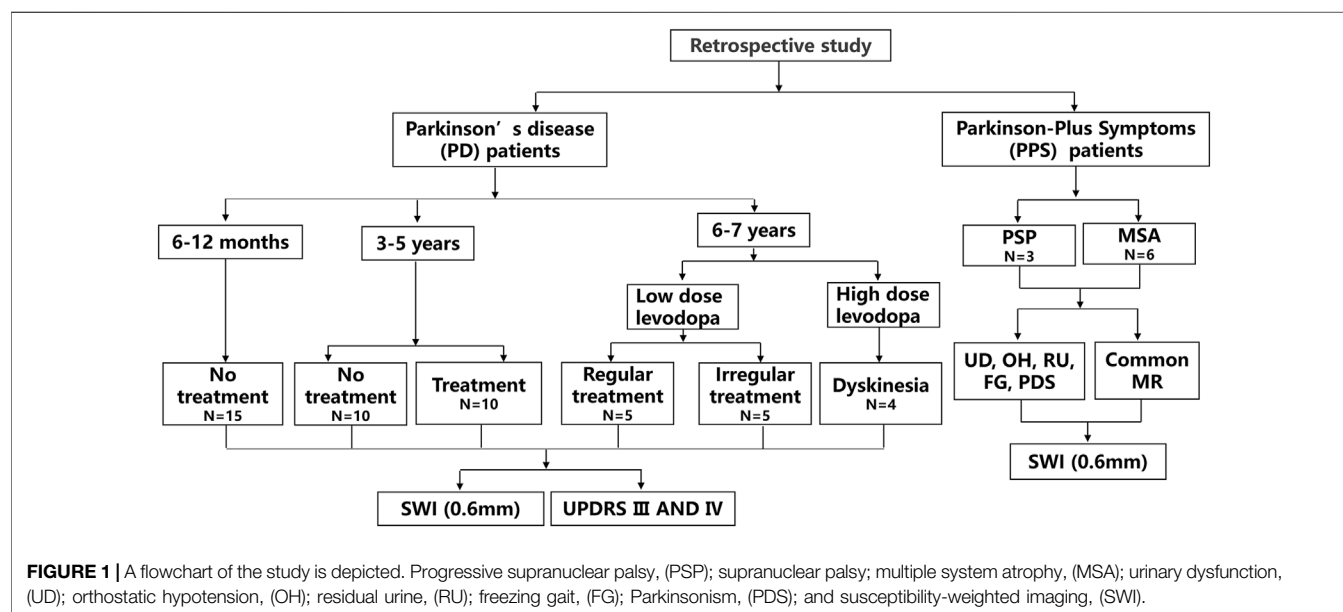 Retrospective study
Parkinson’s disease
(PD) patients
Parkinson-Plus Symptoms
(PPS) patients
6-12 months
3-5 years
6-7 years
PSP
N=3
MSA
N=6
Low dose
levodopa
High dose
levodopa
No
treatment
N=15
No
treatment
N=10
Treatment
N=10
Regular
treatment
N=5
Irregular
treatment
N=5
Dyskinesia
N=4
UD, OH, RU,
FG, PDS
Common
MR
SWI (0.6mm)
UPDRS Ⅲ AND Ⅳ
SWI (0.6mm)
FIGURE 1 | A flowchart of the study is depicted. Progressive supranuclear palsy, (PSP); supranuclear palsy; multiple system atrophy, (MSA); urinary dysfunction,
(UD); orthostatic hypotension, (OH); residual urine, (RU); freezing gait, (FG); Parkinsonism, (PDS); and susceptibility-weighted imaging, (SWI).